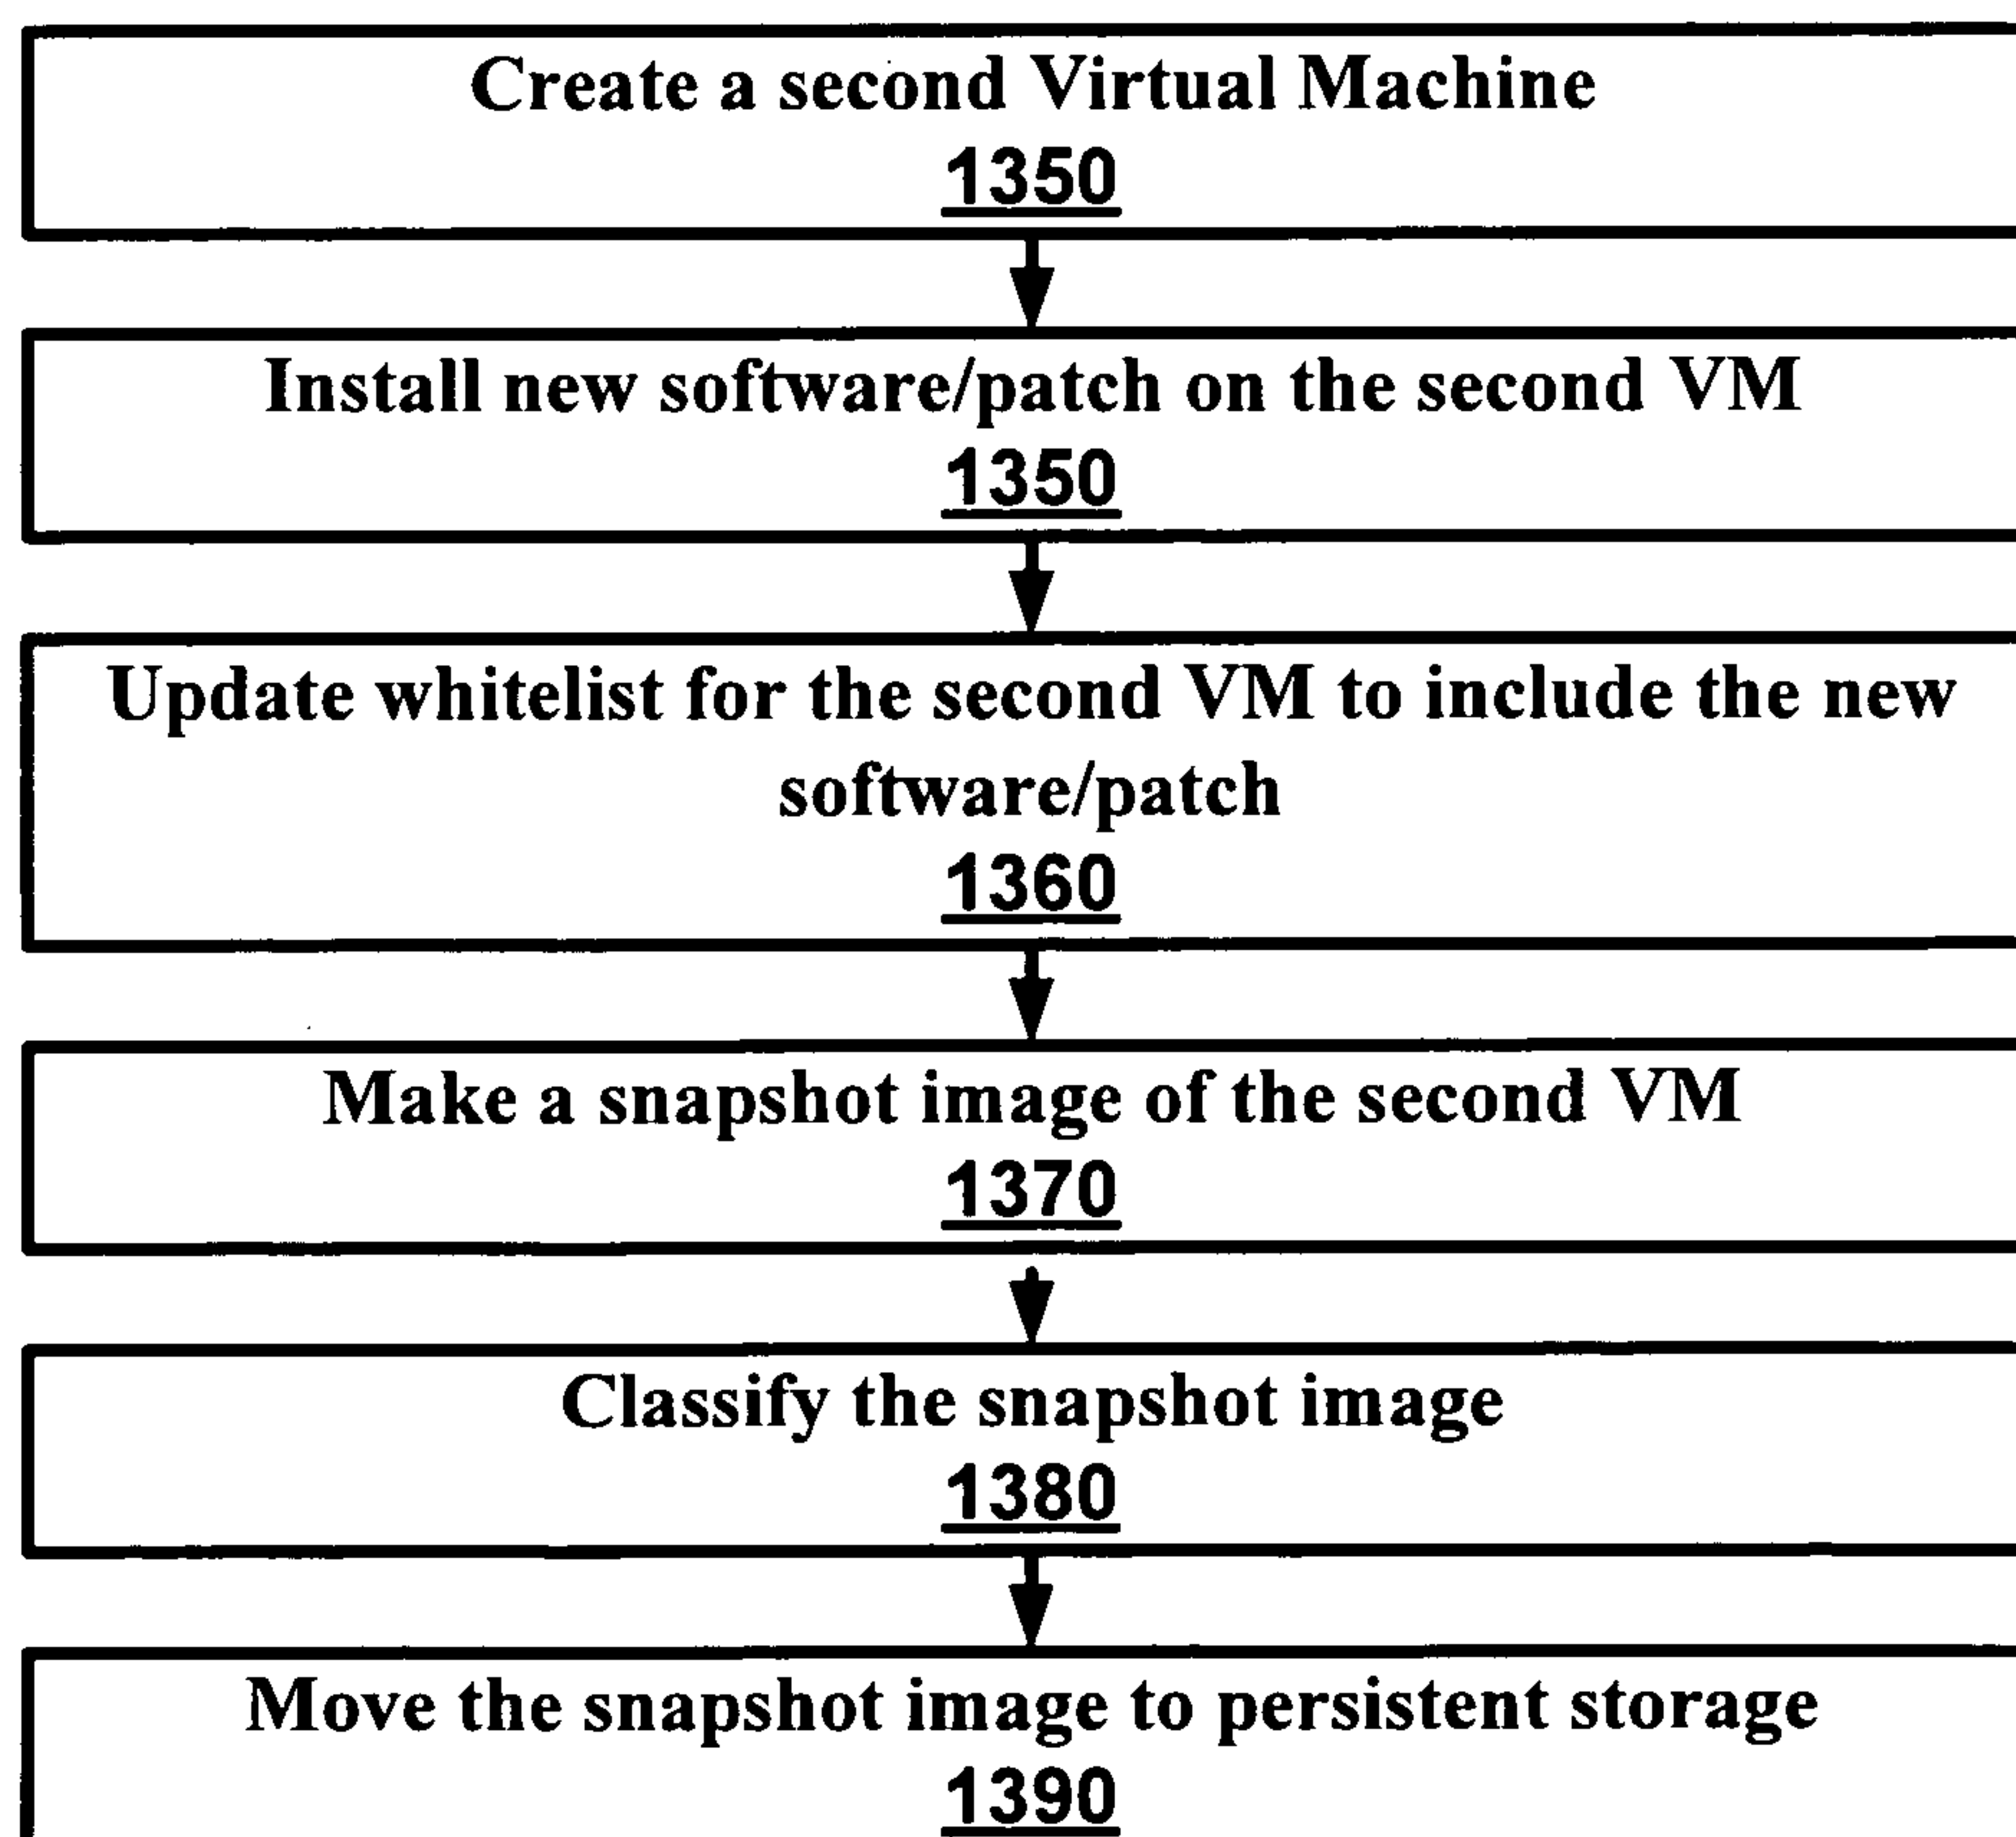 Create a second Virtual Machine
1350
Install new software/patch on the second VM
1350
Update whitelist for the second VM to include the new
software/patch
1360
Make a snapshot image of the second VM
1370
Classify the snapshot image
1380
Move the snapshot image to persistent storage
1390